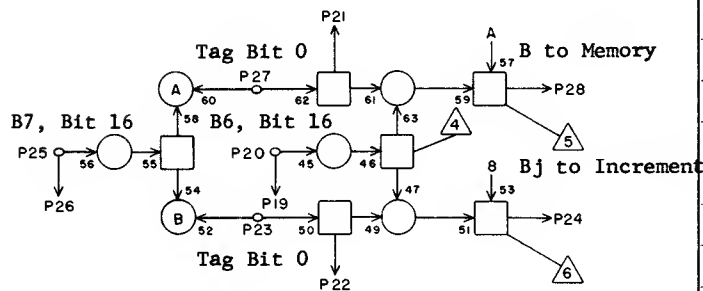 P21
Tag Bit 0
A
B to Memory
57
A
P27
60
62
61
59
P28
58
63
B7, Bit 16
B6, Bit 16
4
5
P25
56
55
P20
45
46
Bj to Increment
P26
54
P19
47
8
53
B
52
P23
50
49
51
P24
Tag Bit 0
P22
6